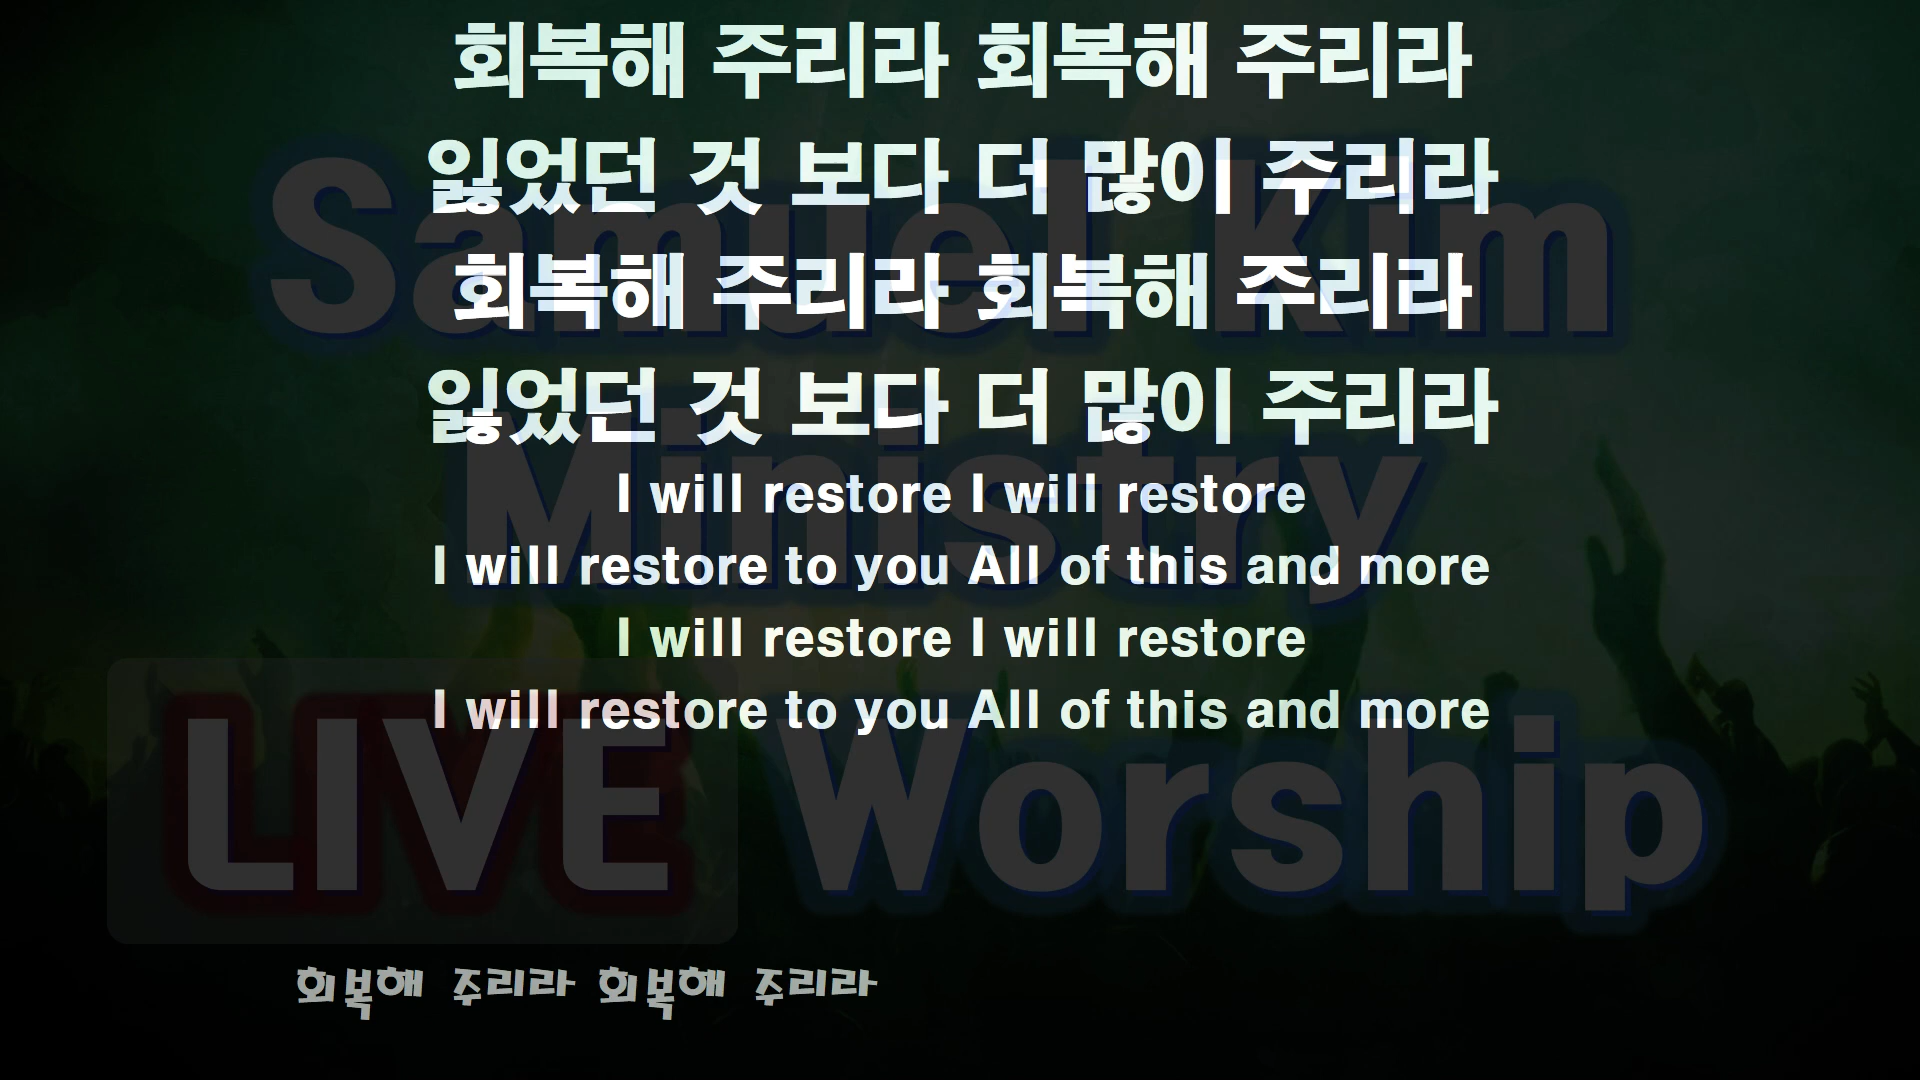 회복해 주리라 회복해 주리라
잃었던 것 보다 더 많이 주리라
회복해 주리라 회복해 주리라
잃었던 것 보다 더 많이 주리라
I will restore I will restore
I will restore to you All of this and more
I will restore I will restore
I will restore to you All of this and more
Samuel Kim
Ministry
LIVE Worship
회복해 주리라 회복해 주리라